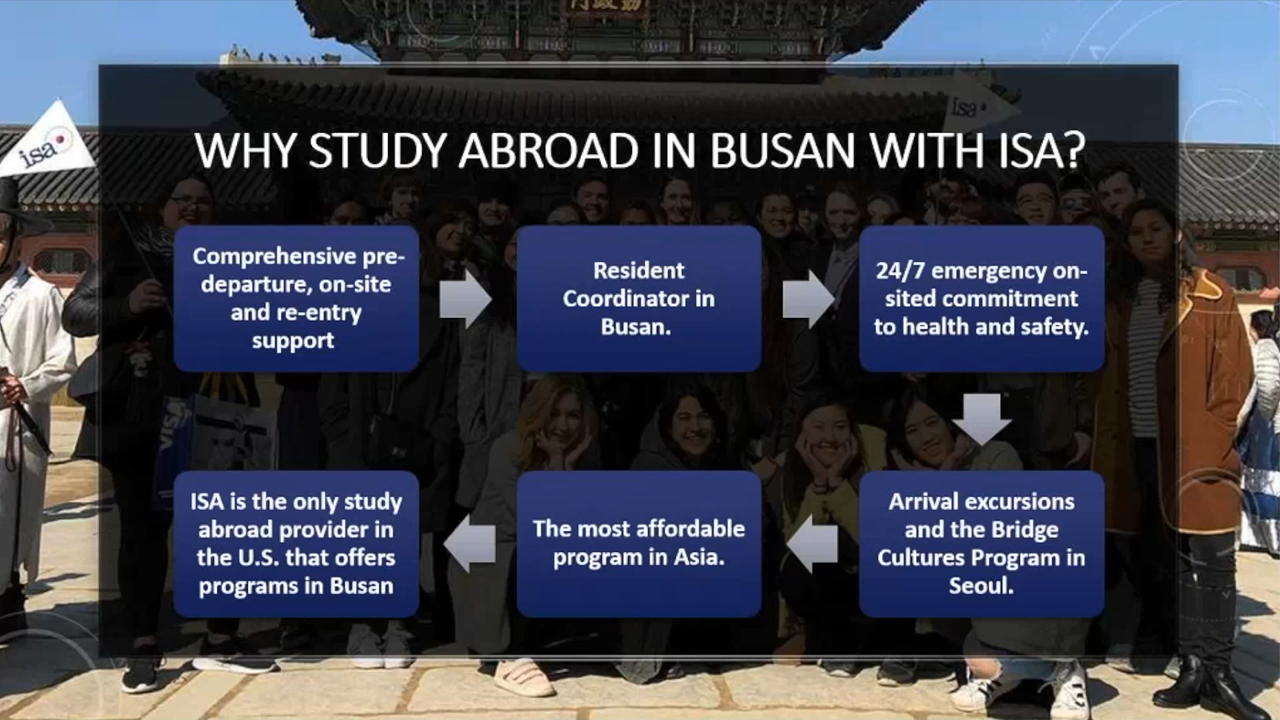 WHY STUDY ABROAD IN BUSAN WITH ISA?
Comprehensive pre-
departure, on-site
and re-entry
support
Resident
Coordinator in
Busan.
24/7 emergency on-
sited commitment
to health and safety.
Arrival excursions
and the Bridge
Cultures Program in
Seoul.
The most affordable
program in Asia.
ISA is the only study
abroad provider in
the U.S. that offers
programs in Busan
isa
isa
VISA